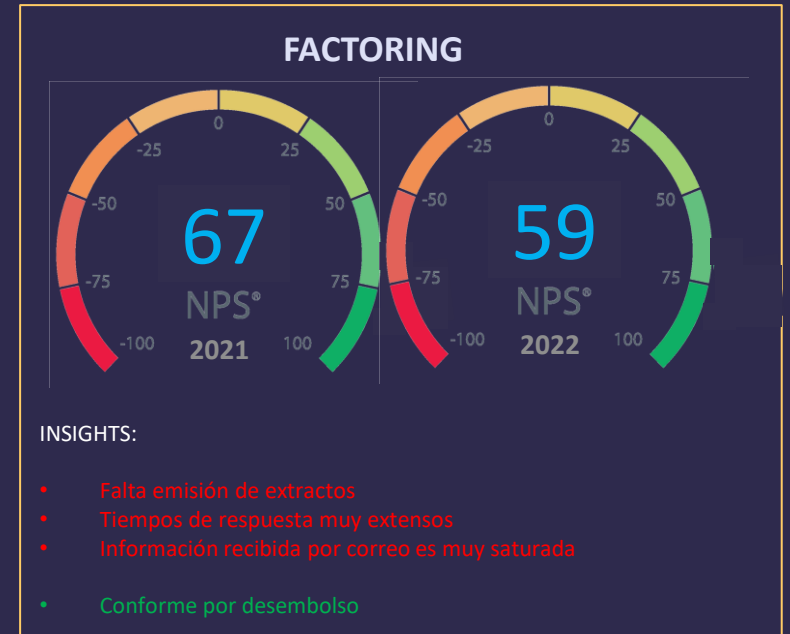 FACTORING
0
-25
25
-50
50
67
-75
75
NPS®
-100
100
2021
0
-25
25
-50
50
59
-75
75
NPS®
-100
100
2022
INSIGHTS:
• Falta emisión de extractos
• Tiempos de respuesta muy extensos
• Información recibida por correo es muy saturada
• Conforme por desembolso